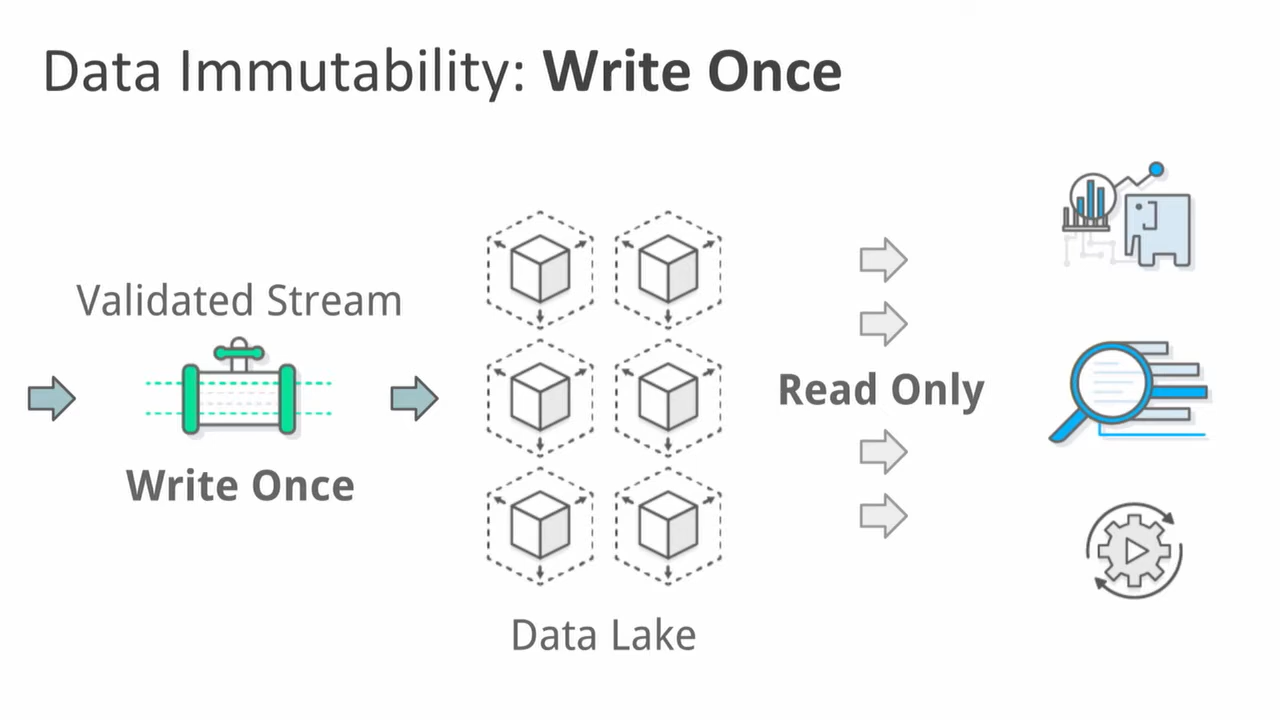 Data Immutability: Write Once
Validated Stream
Write Once
Data Lake
Read Only